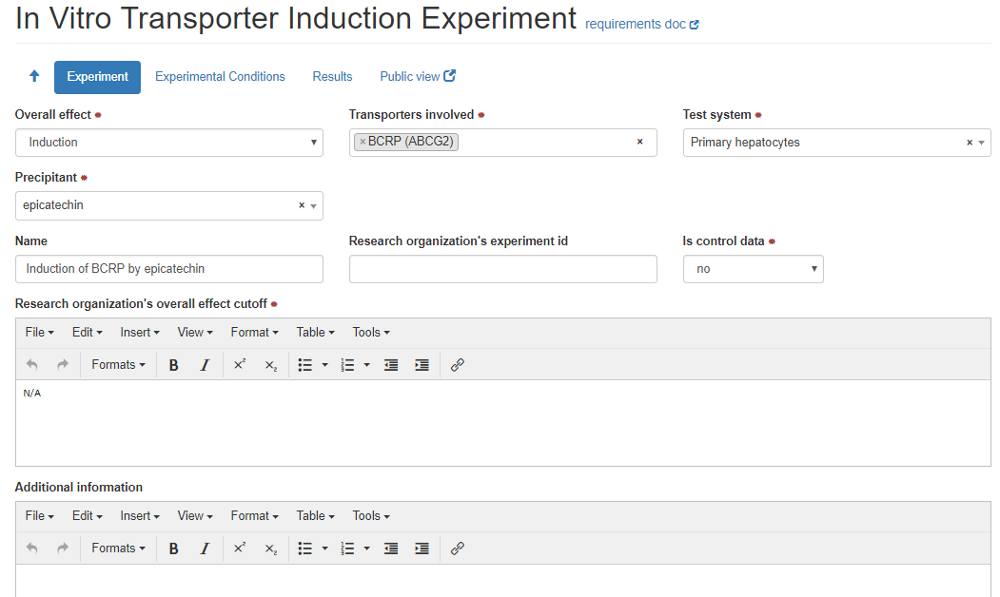 In Vitro Transporter Induction Experiment requirements doc
Experiment Experimental Conditions Results Public view
Overall effect Transporters involved Test system
Induction ×BCRP (ABCG2) × Primary hepatocytes ×
Precipitant
epicatechin ×
Name Research organization's experiment id Is control data
Induction of BCRP by epicatechin no
Research organization's overall effect cutoff
File Edit Insert View Format Table Tools
Formats B I x² x₂
N/A
Additional information
File Edit Insert View Format Table Tools
Formats B I x² x₂